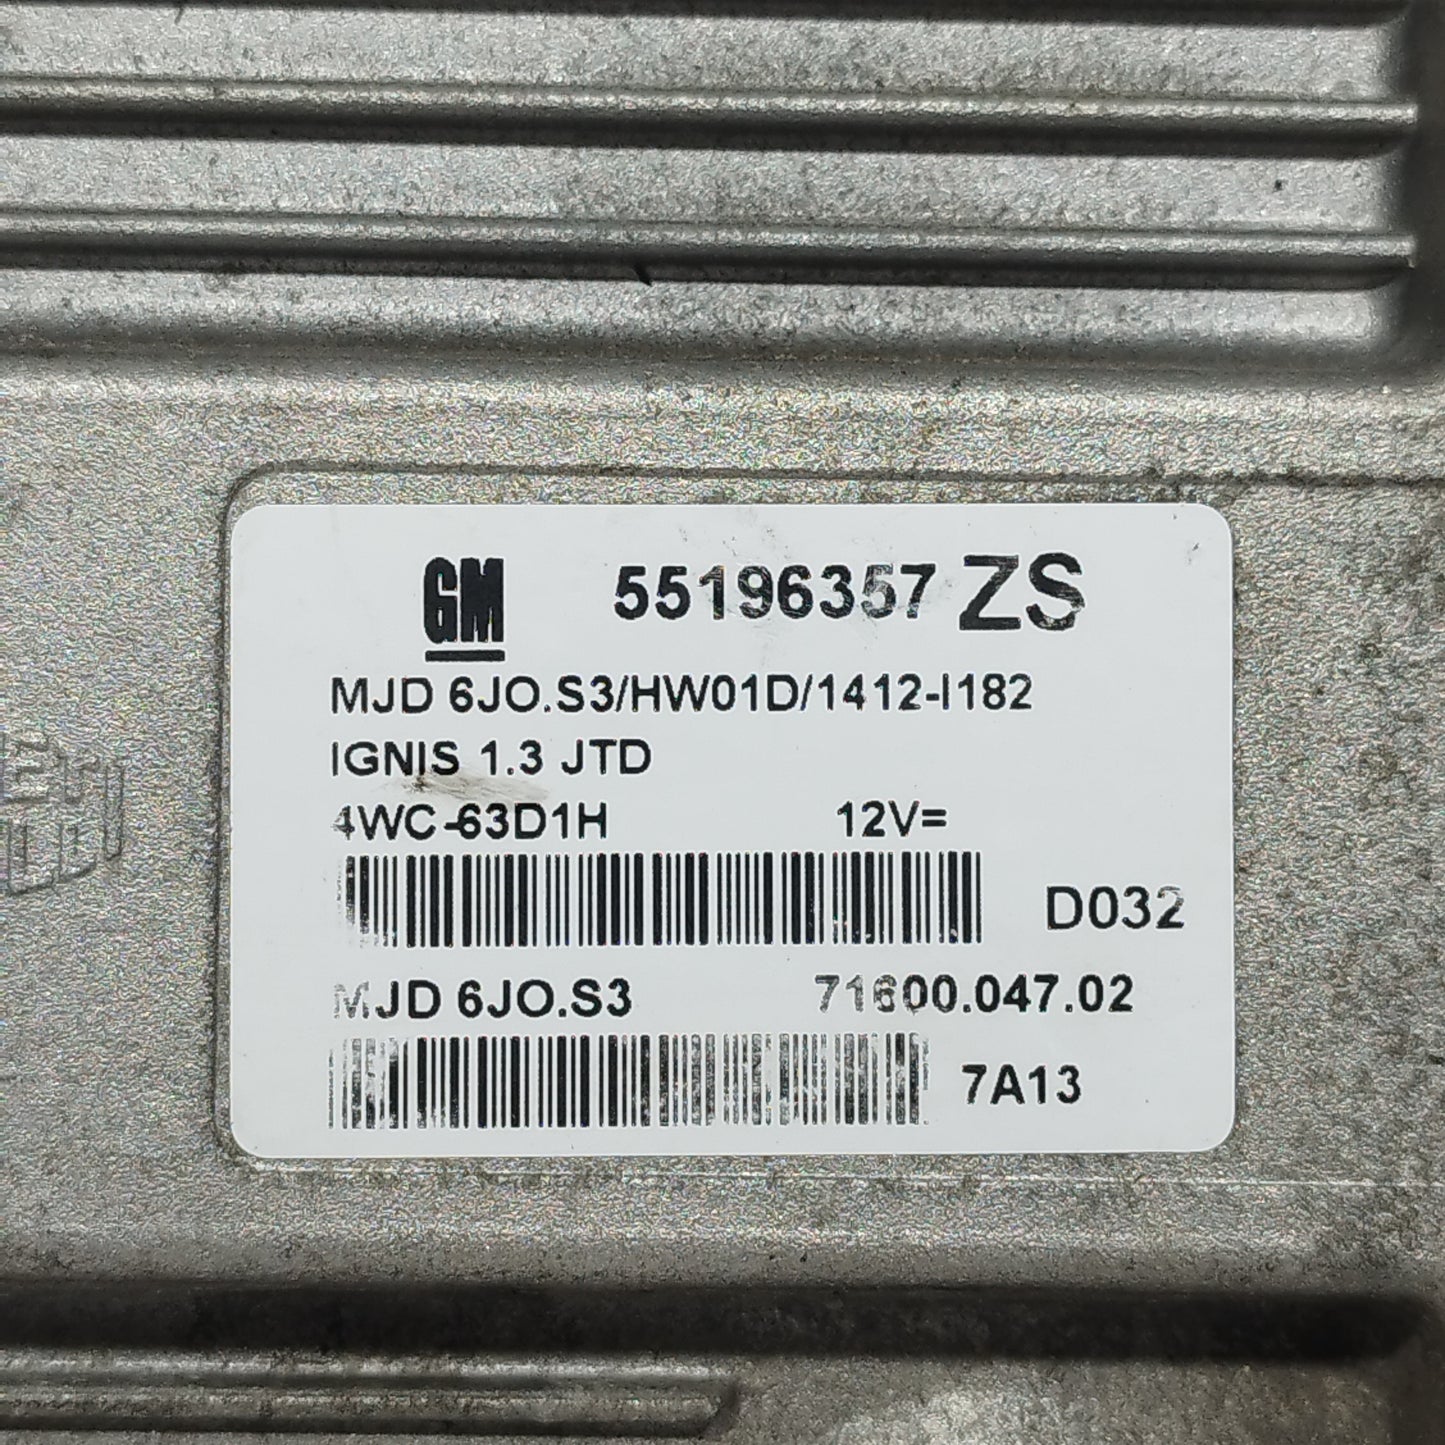 GM 55196357 ZS
MJD 6JO.S3/HW01D/1412-I182
IGNIS 1.3 JTD
4WC-63D1H 12V=
D032
MJD 6JO.S3 71600.047.02
7A13